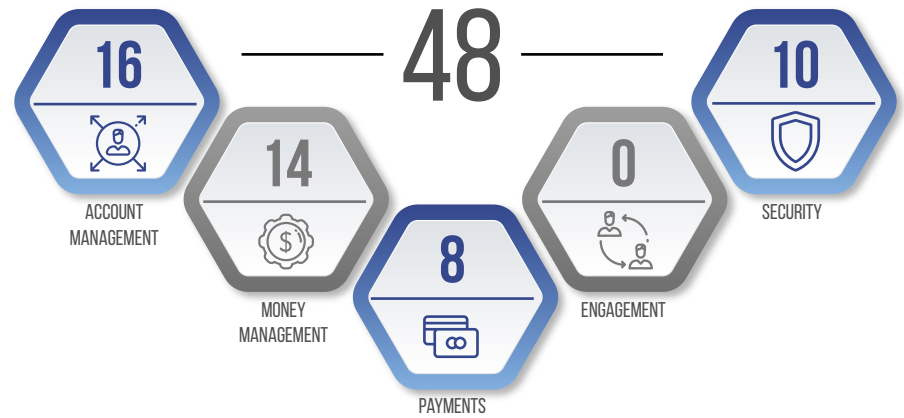 48
16
ACCOUNT
MANAGEMENT
14
$
MONEY
MANAGEMENT
8
PAYMENTS
0
ENGAGEMENT
10
SECURITY